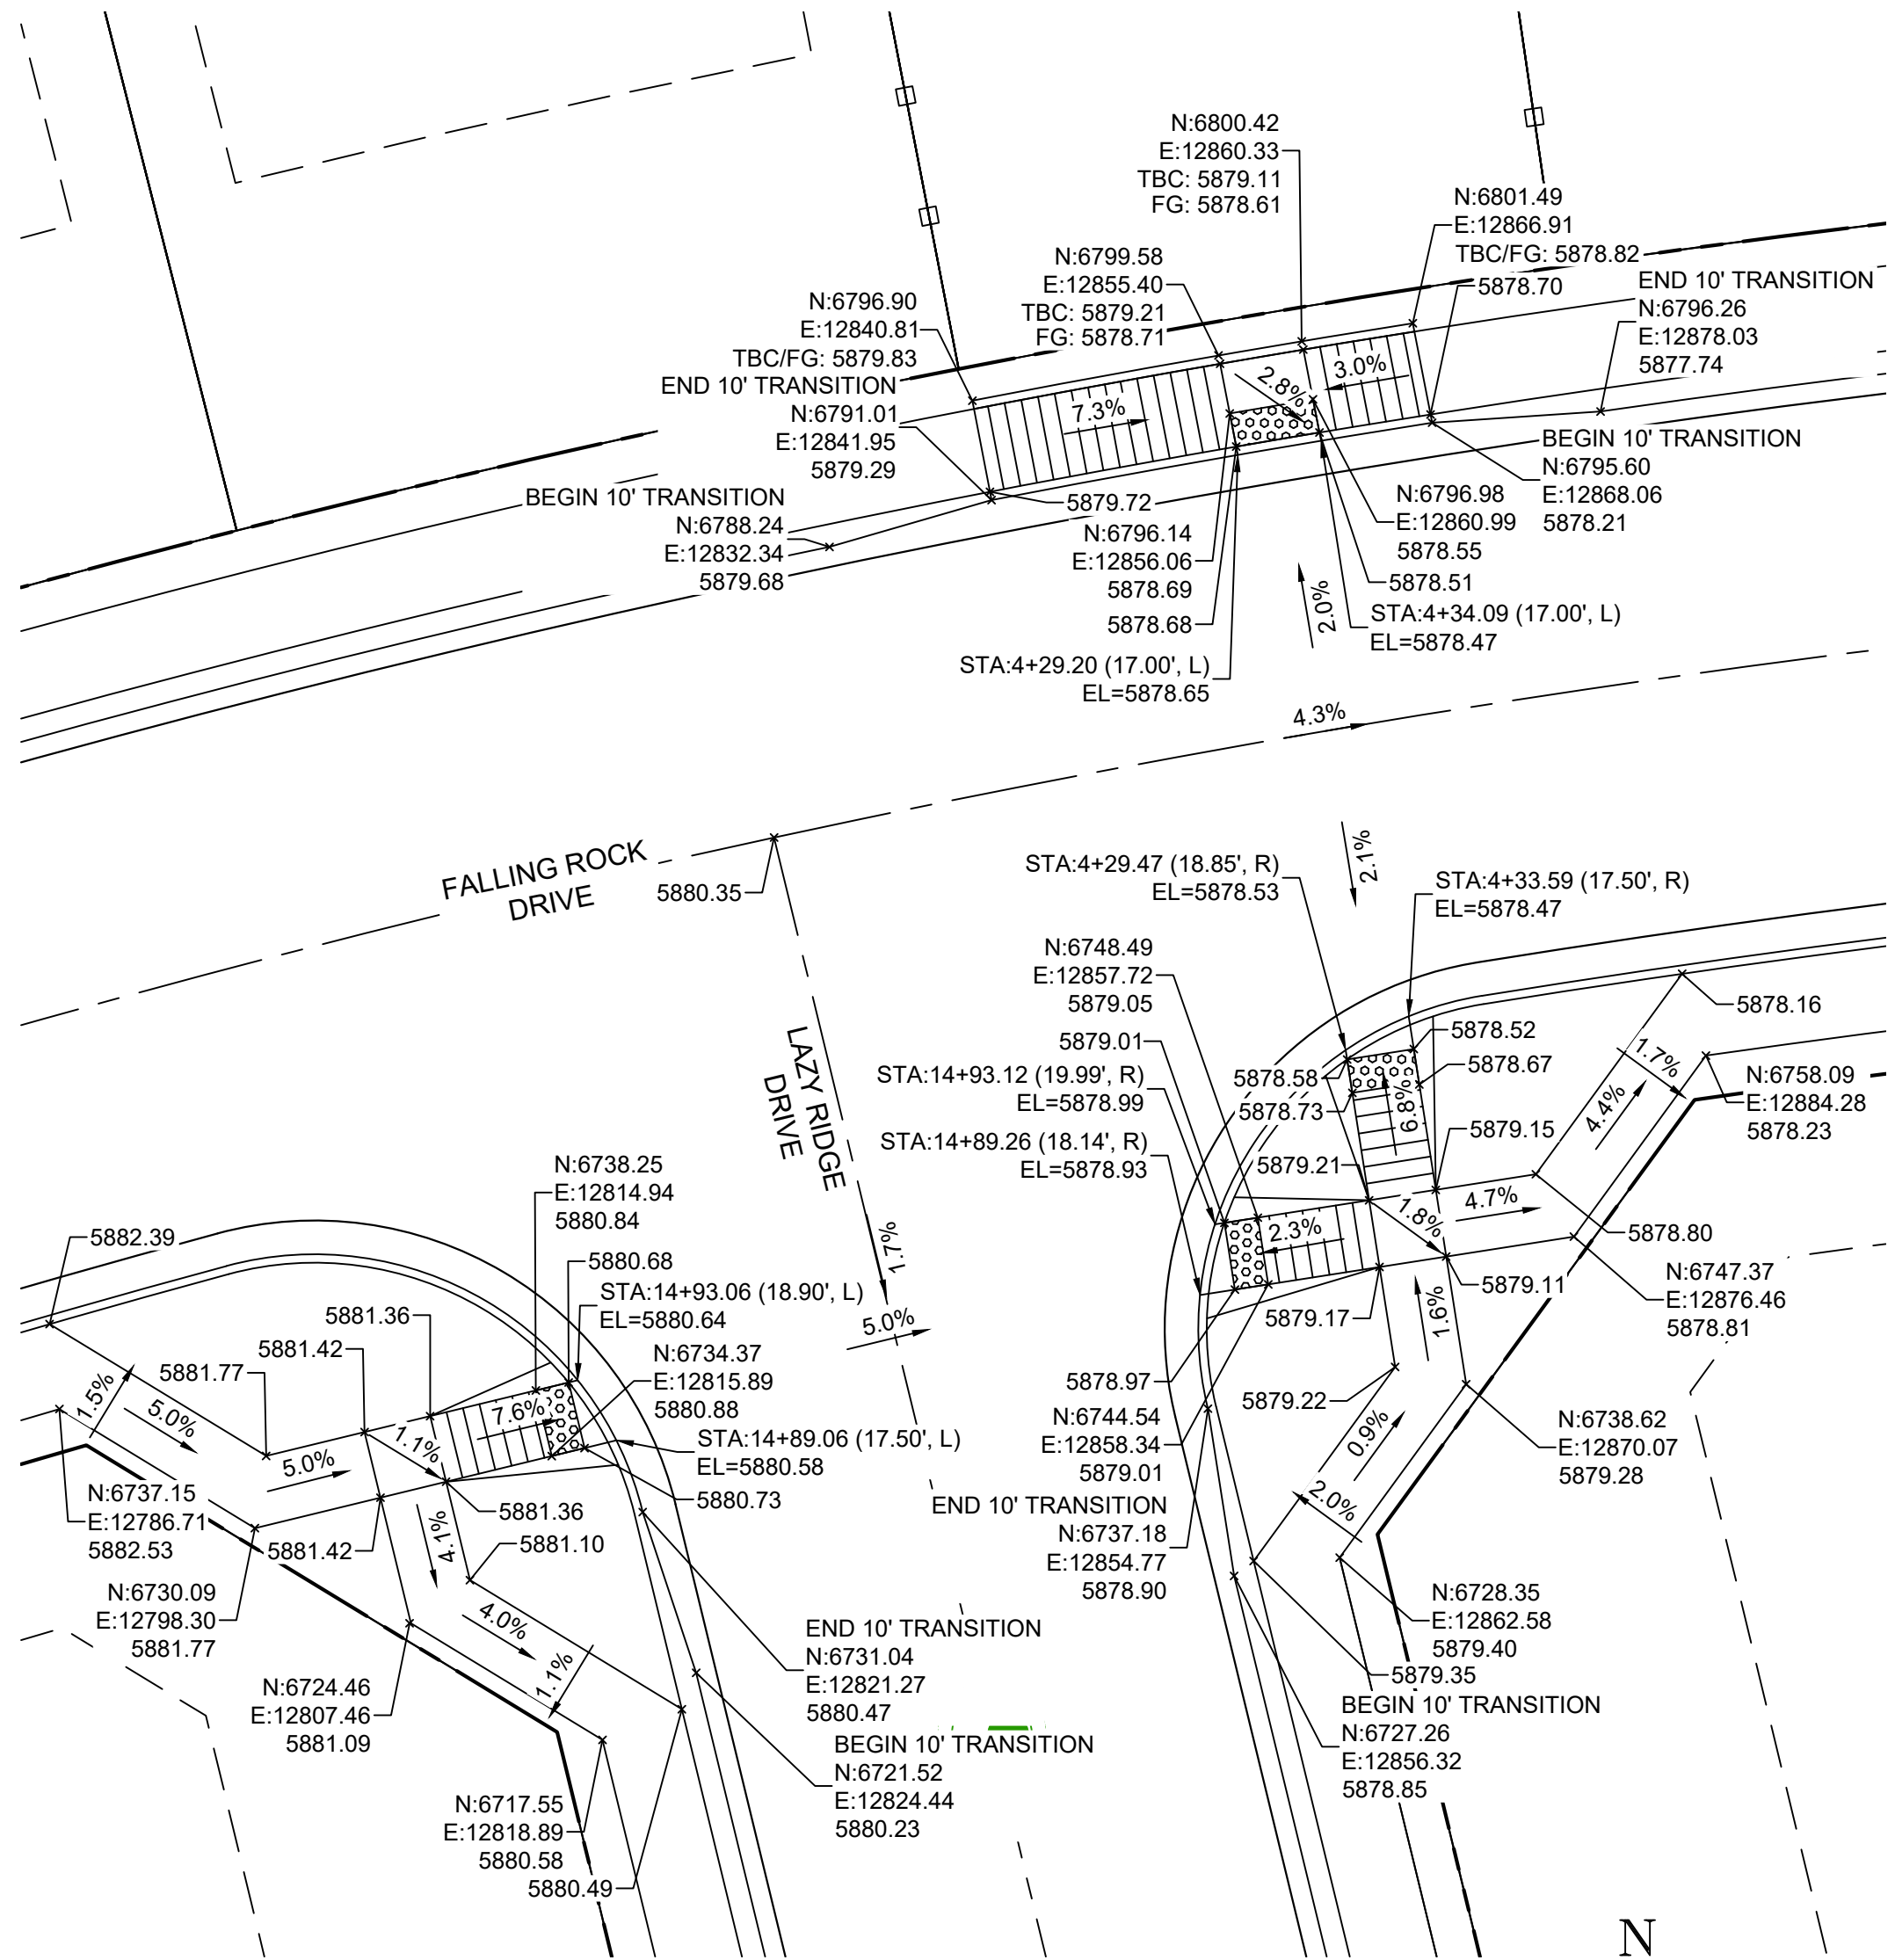 N:6800.42
E:12860.33
TBC: 5879.11
FG: 5878.61
N:6801.49
E:12866.91
TBC/FG: 5878.82
5878.70
END 10' TRANSITION
N:6796.26
E:12878.03
5877.74
N:6799.58
E:12855.40
TBC: 5879.21
FG: 5878.71
N:6796.90
E:12840.81
TBC/FG: 5879.83
END 10' TRANSITION
N:6791.01
E:12841.95
5879.29
2.8%
3.0%
7.3%
BEGIN 10' TRANSITION
N:6795.60
E:12868.06
5878.21
BEGIN 10' TRANSITION
N:6788.24
E:12832.34
5879.68
5879.72
N:6796.14
E:12856.06
5878.69
5878.68
N:6796.98
E:12860.99
5878.55
5878.51
STA:4+34.09 (17.00', L)
EL=5878.47
2.0%
STA:4+29.20 (17.00', L)
EL=5878.65
4.3%
FALLING ROCK
DRIVE
5880.35
2.1%
STA:4+29.47 (18.85', R)
EL=5878.53
STA:4+33.59 (17.50', R)
EL=5878.47
N:6748.49
E:12857.72
5879.05
5879.01
5878.16
5878.52
5878.67
1.7%
STA:14+93.12 (19.99', R)
EL=5878.99
5878.58
5878.73
6.8%
4.4%
N:6758.09
E:12884.28
5878.23
LAZY RIDGE
DRIVE
STA:14+89.26 (18.14', R)
EL=5878.93
5879.21
5879.15
4.7%
1.8%
2.3%
5878.80
N:6738.25
E:12814.94
5880.84
5882.39
5880.68
STA:14+93.06 (18.90', L)
EL=5880.64
1.7%
5.0%
5879.11
N:6747.37
E:12876.46
5878.81
5881.36
5881.42
5881.77
5879.17
1.6%
N:6734.37
E:12815.89
5880.88
5878.97
5879.22
1.5%
5.0%
7.6%
1.1%
5.0%
STA:14+89.06 (17.50', L)
EL=5880.58
5880.73
N:6744.54
E:12858.34
5879.01
0.9%
N:6738.62
E:12870.07
5879.28
N:6737.15
E:12786.71
5882.53
5881.42
5881.36
5881.10
4.1%
2.0%
END 10' TRANSITION
N:6737.18
E:12854.77
5878.90
N:6730.09
E:12798.30
5881.77
4.0%
1.1%
END 10' TRANSITION
N:6731.04
E:12821.27
5880.47
N:6728.35
E:12862.58
5879.40
5879.35
N:6724.46
E:12807.46
5881.09
BEGIN 10' TRANSITION
N:6721.52
E:12824.44
5880.23
BEGIN 10' TRANSITION
N:6727.26
E:12856.32
5878.85
N:6717.55
E:12818.89
5880.58
5880.49
N